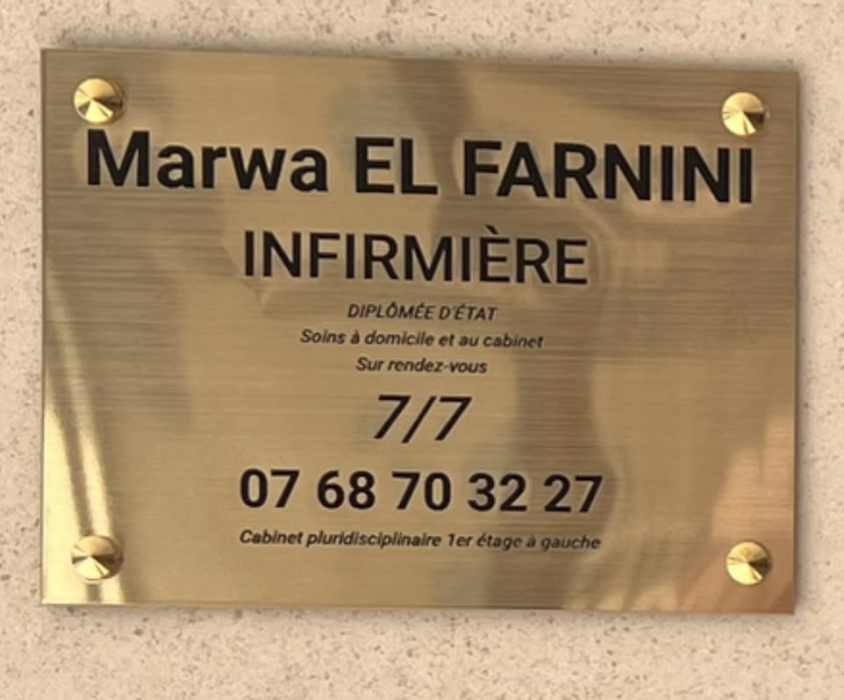 Marwa EL FARNINI
INFIRMIÈRE
DIPLÔMÉE D'ÉTAT
Soins à domicile et au cabinet
Sur rendez-vous
7/7
07 68 70 32 27
Cabinet pluridisciplinaire 1er étage à gauche